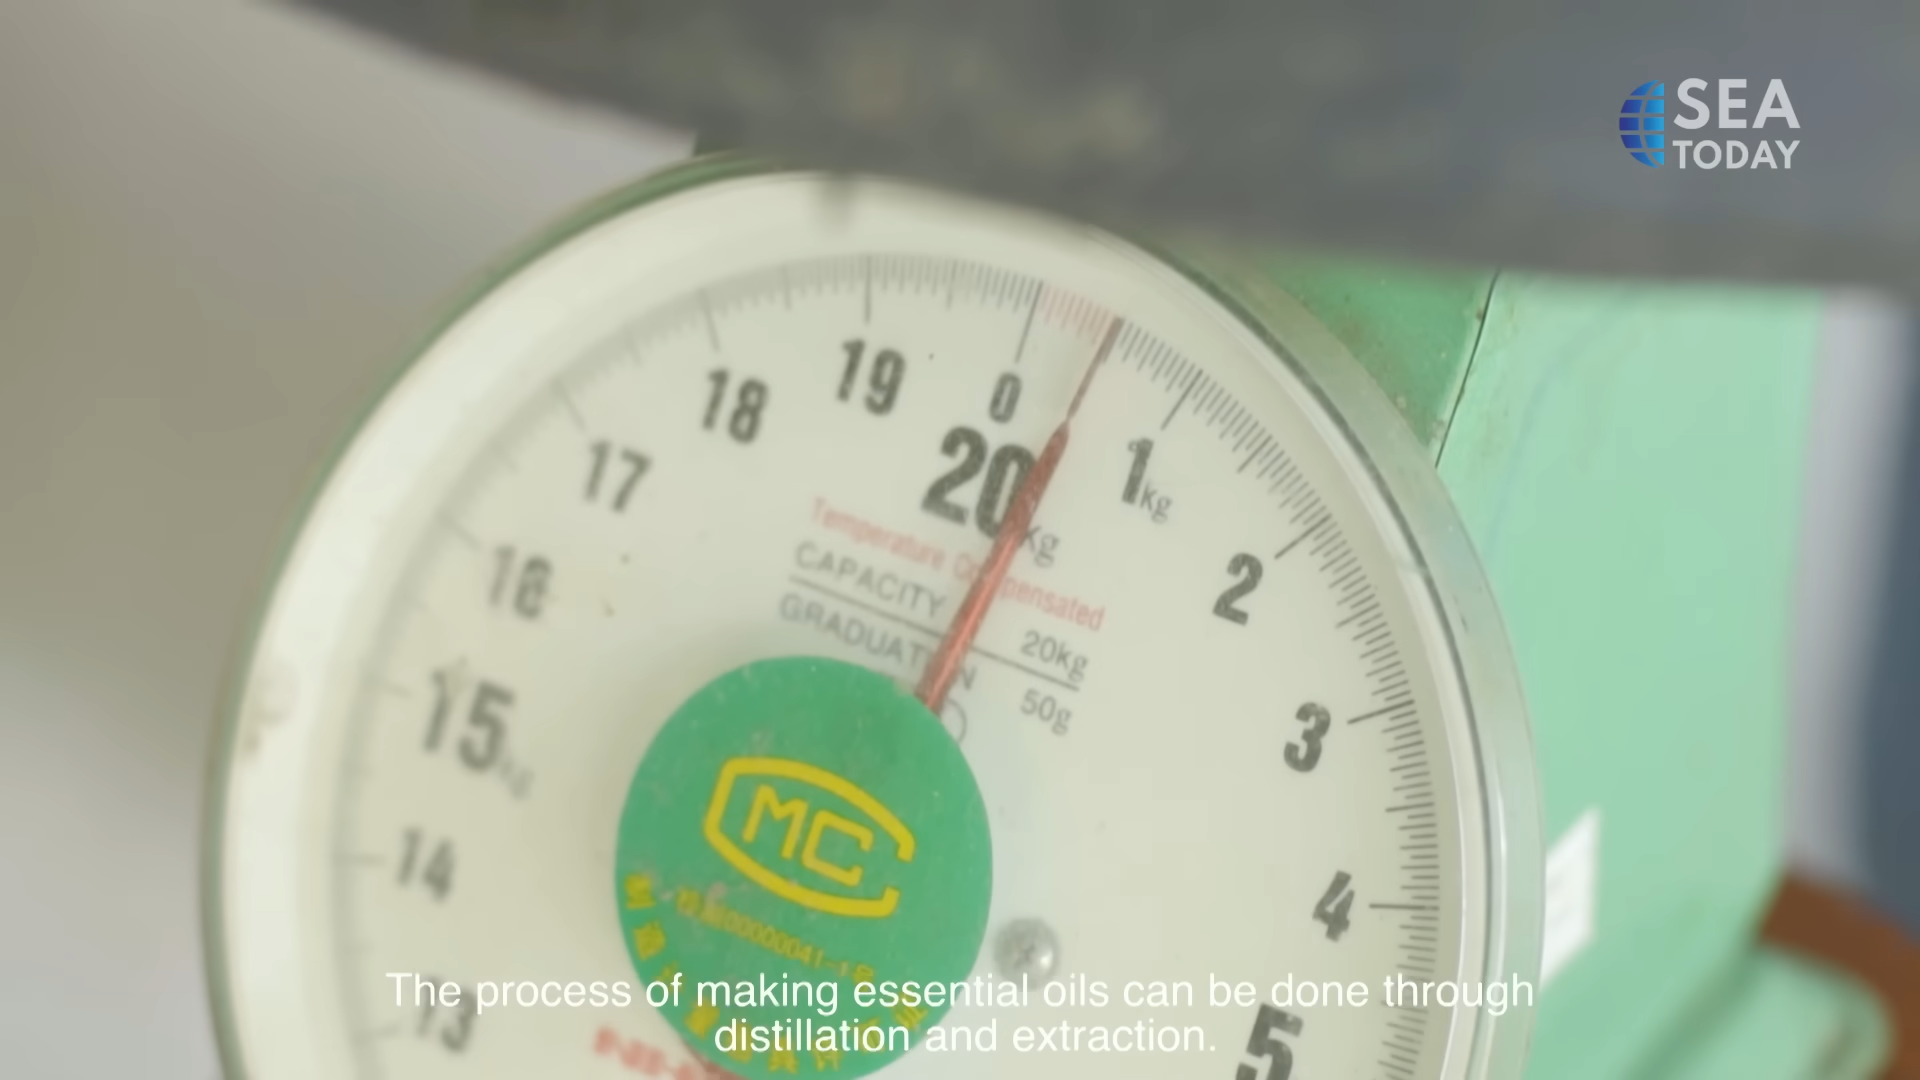 SEA
TODAY
19
0
18
20kg
1kg
17
Temperature Compensated
CAPACITY 20kg
GRADUATION 50g
16
2
15kg
3
MC
14
4
13
5
The process of making essential oils can be done through
distillation and extraction.